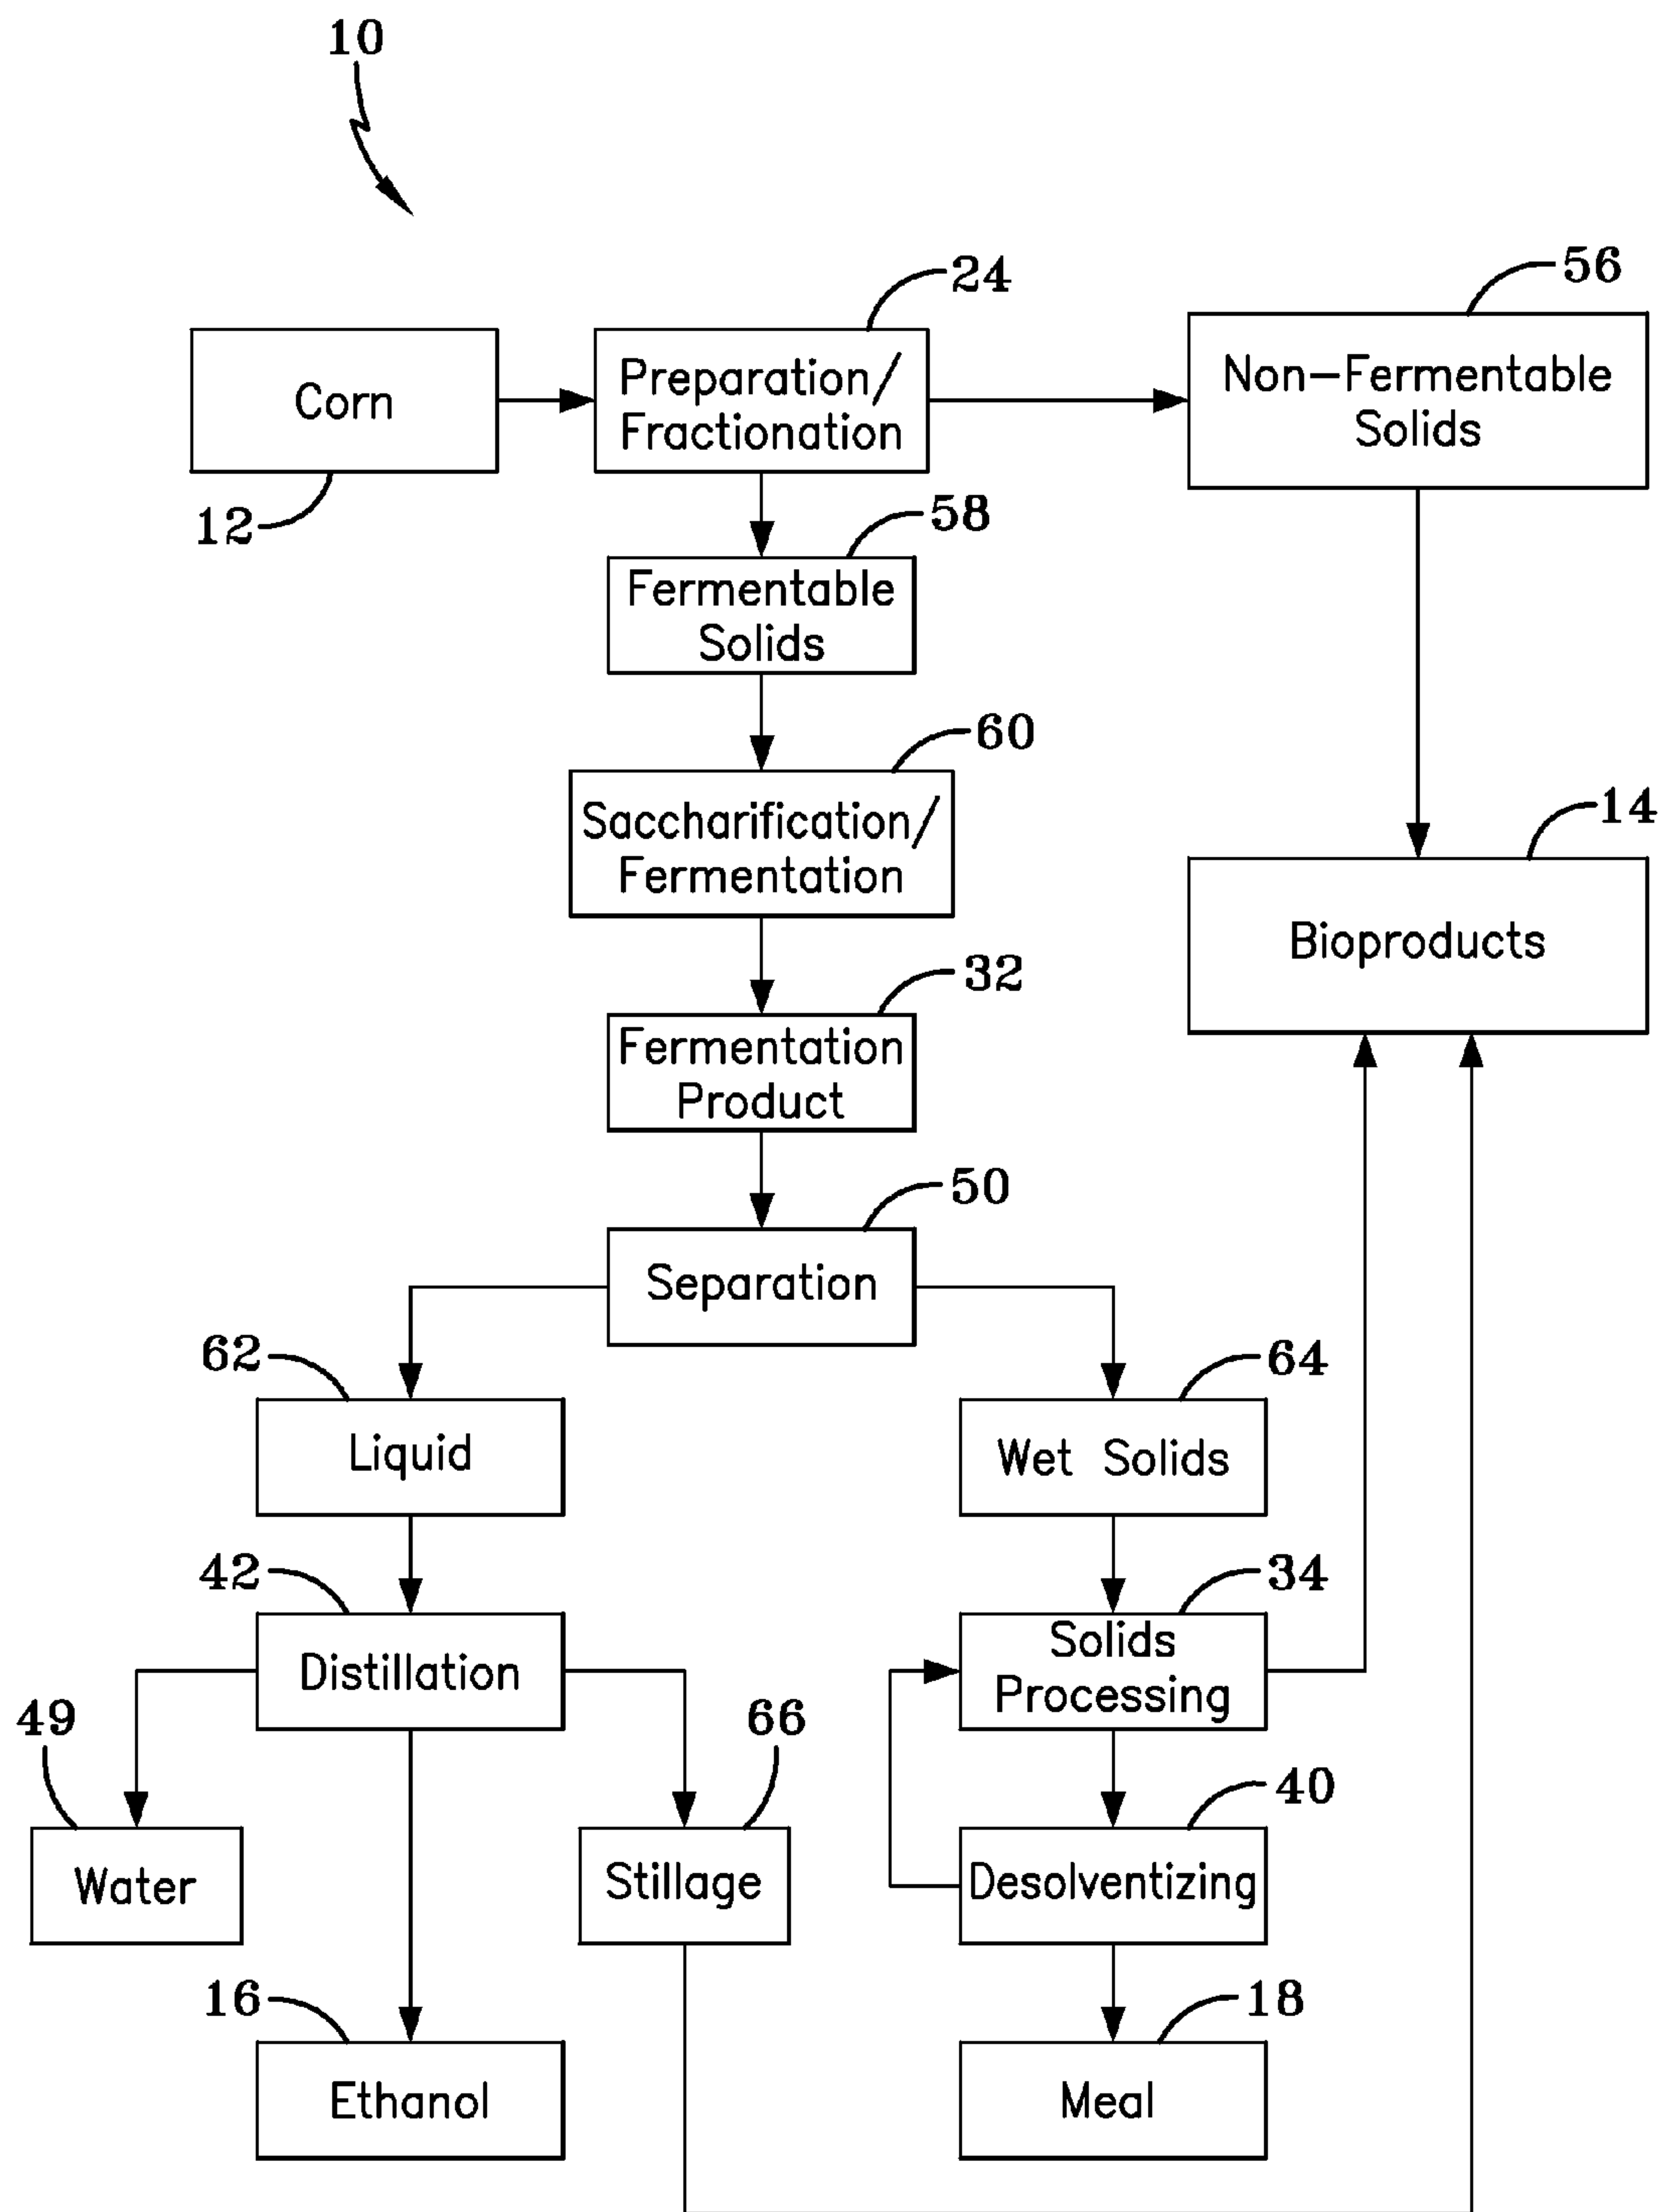 10
24
56
Corn
Preparation/
Fractionation
Non-Fermentable
Solids
12
58
Fermentable
Solids
60
Saccharification/
Fermentation
14
Bioproducts
32
Fermentation
Product
50
Separation
62
64
Liquid
Wet Solids
42
34
Distillation
Solids
Processing
49
66
40
Water
Stillage
Desolventizing
16
18
Ethanol
Meal